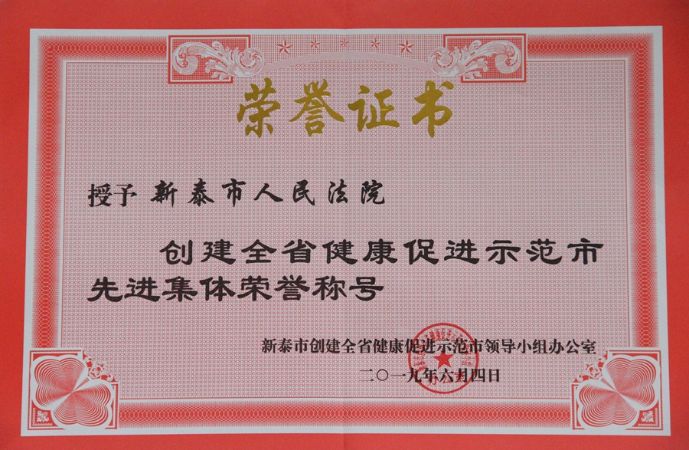 荣誉证书
授予 新泰市人民法院
创建全省健康促进示范市
先进集体荣誉称号
新泰市创建全省健康促进示范市领导小组办公室
二〇一九年六月四日